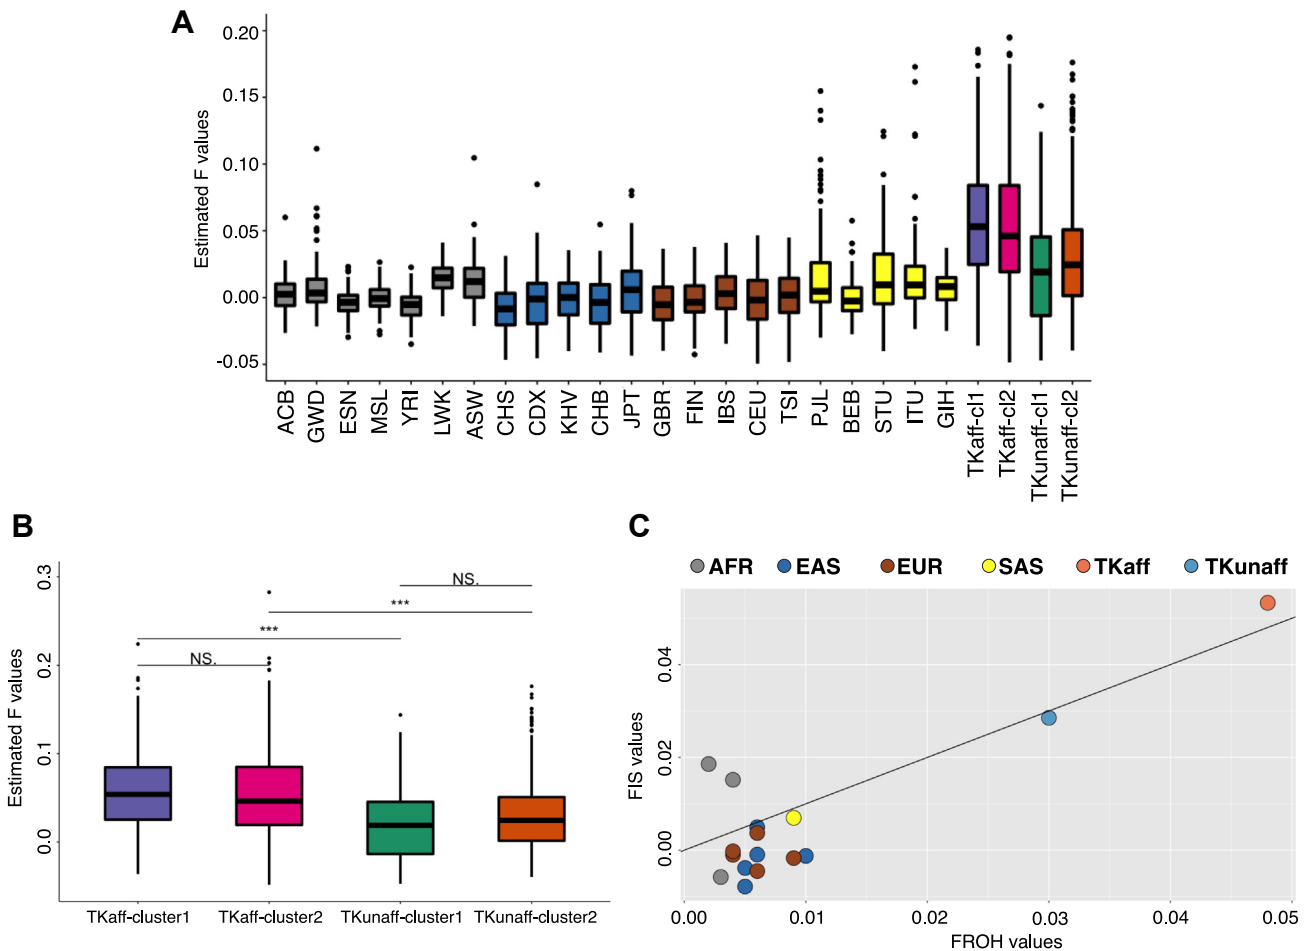 A
Estimated F values
0.20
0.15
0.10
0.05
0.00
-0.05
ACB
GWD
ESN
MSL
YRI
LWK
ASW
CHS
CDX
KHV
CHB
JPT
GBR
FIN
IBS
CEU
TSI
PJL
BEB
STU
ITU
GIH
TKaff-cl1
TKaff-cl2
TKunaff-cl1
TKunaff-cl2
B
Estimated F values
0.3
0.2
0.1
0.0
NS.
***
***
NS.
TKaff-cluster1
TKaff-cluster2
TKunaff-cluster1
TKunaff-cluster2
C
AFR
EAS
EUR
SAS
TKaff
TKunaff
FIS values
0.04
0.02
0.00
0.00
0.01
0.02
0.03
0.04
0.05
FROH values